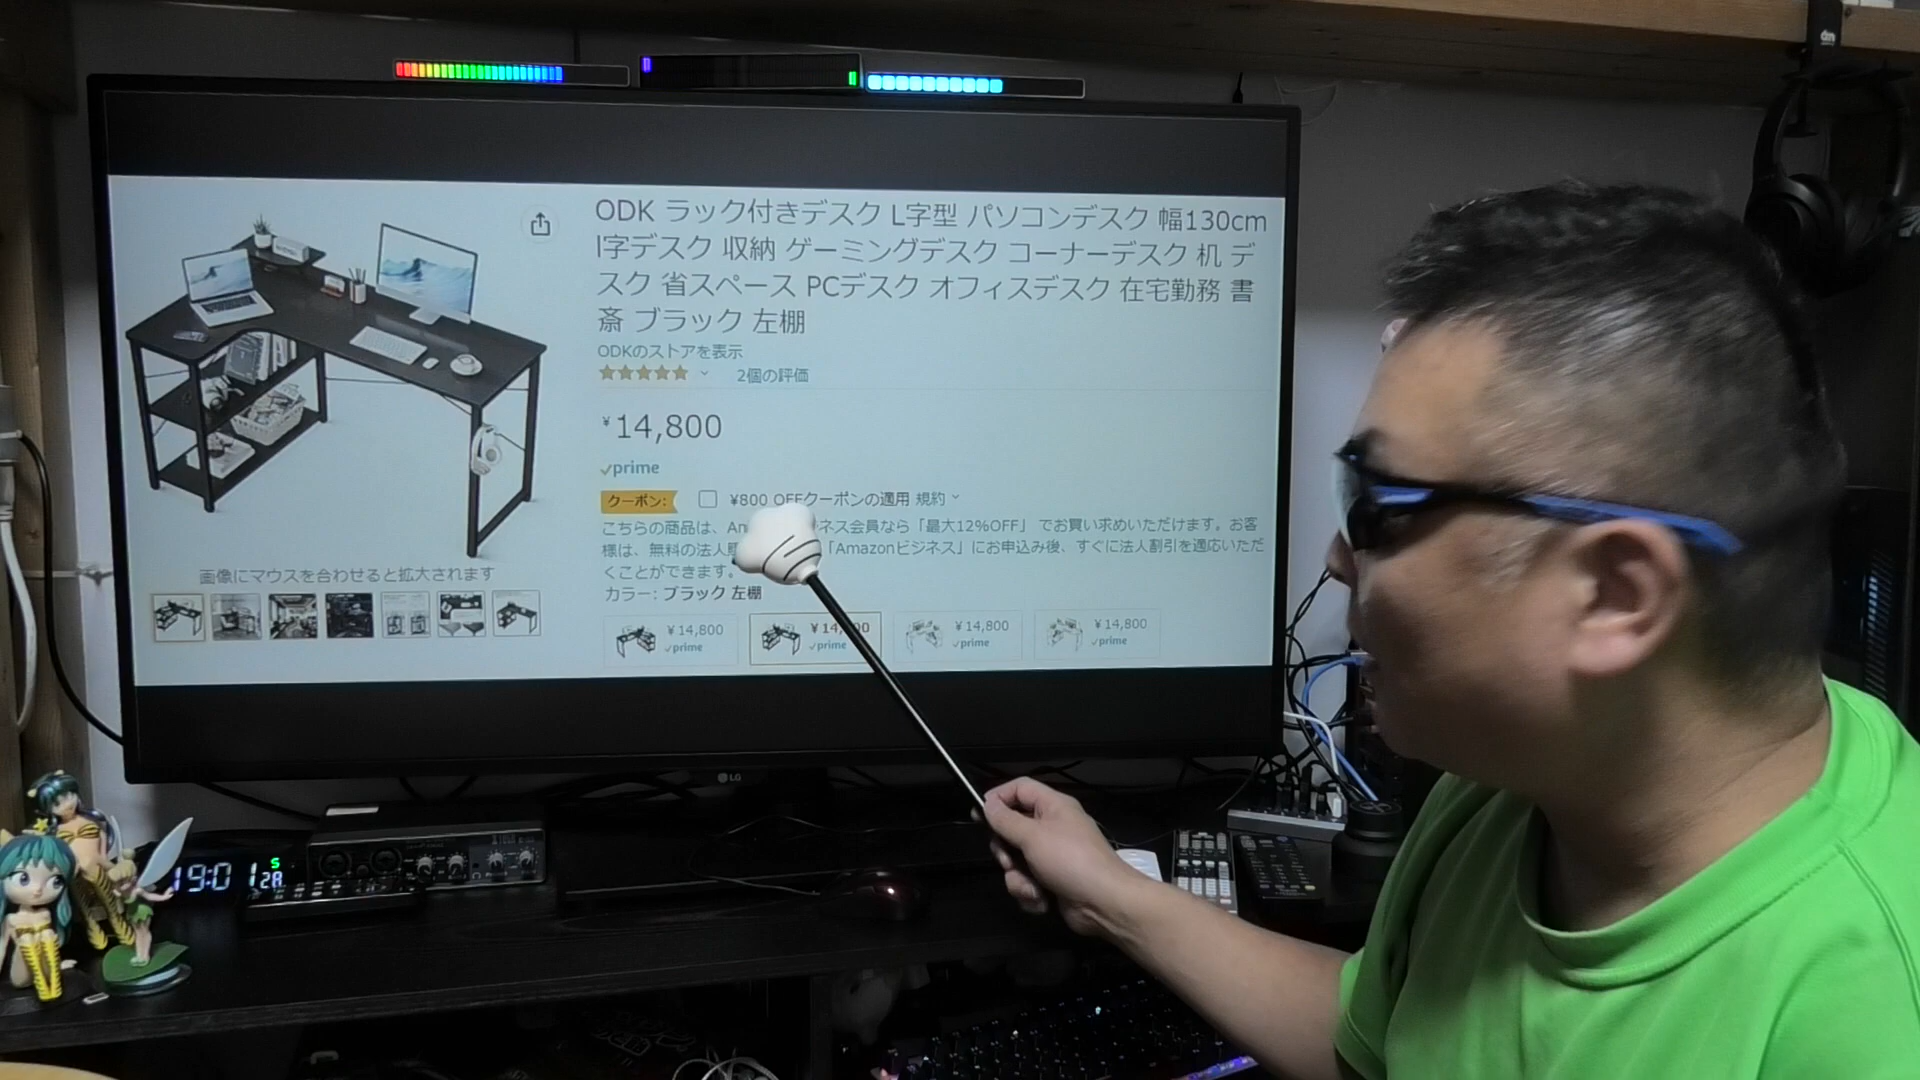 ODK ラック付きデスク L字型 パソコンデスク 幅130cm
l字デスク 収納 ゲーミングデスク コーナーデスク 机 デ
スク 省スペース PCデスク オフィスデスク 在宅勤務 書
斎 ブラック 左棚
ODKのストアを表示
2個の評価
¥14,800
prime
クーポン: ¥800 OFFクーポンの適用 規約
こちらの商品は、 ネス会員なら「最大12%OFF」 でお買い求めいただけます。お客
様は、無料の法人 「Amazonビジネス」にお申込み後、すぐに法人割引を適応いただ
くことができます。
カラー: ブラック 左棚
¥14,800
prime
prime
¥14,800
prime
¥14,800
prime
画像にマウスを合わせると拡大されます
LG
19:01 28